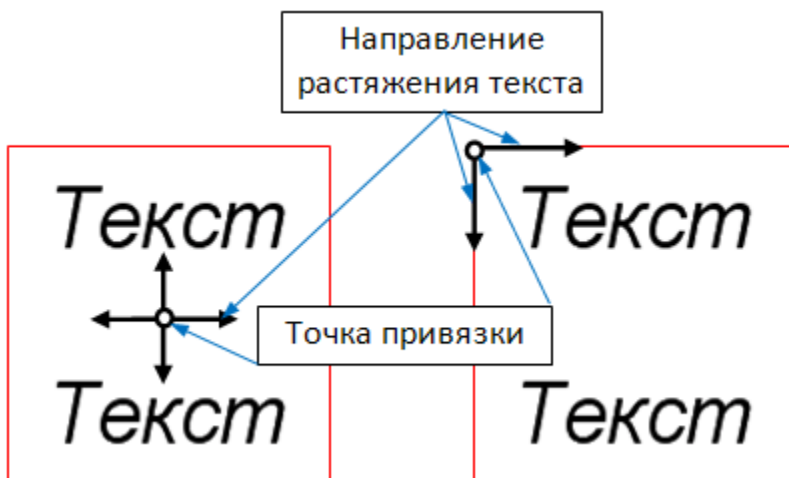 Направление
растяжения текста
Текст
Текст
Точка привязки
Текст
Текст